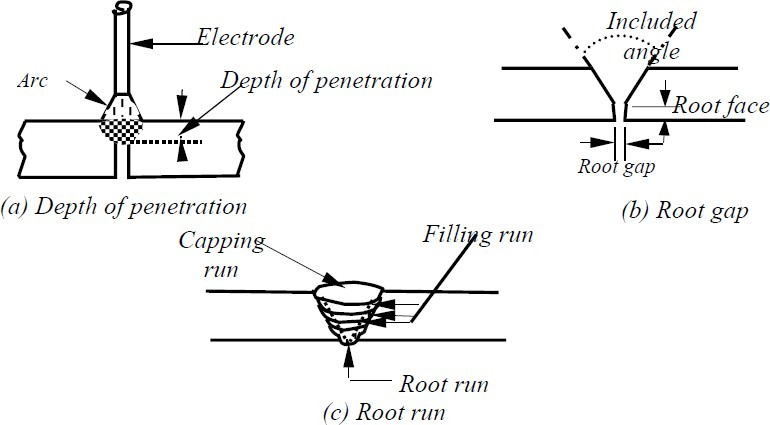 Electrode
Arc
Depth of penetration
(a) Depth of penetration
Included
angle
Root face
Root gap
(b) Root gap
Capping
run
Filling run
Root run
(c) Root run